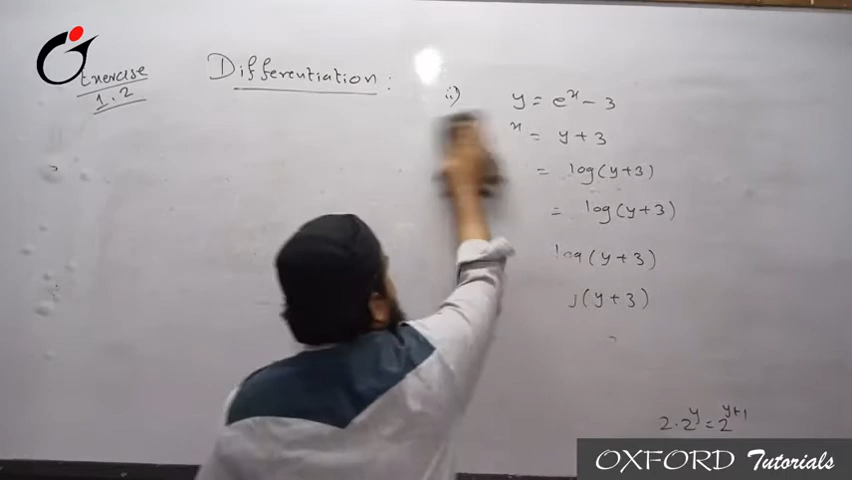 Exercise
1.2
Differentiation :
ii)
y = e^x - 3
x = y + 3
= log(y+3)
= log(y+3)
log(y+3)
(y+3)
2·2^y = 2^{y+1}
OXFORD Tutorials